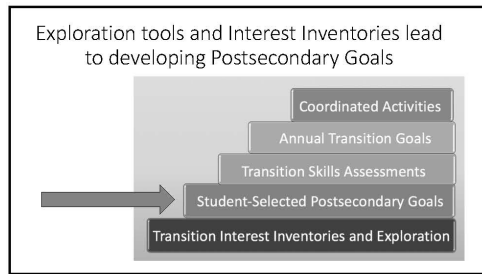 Exploration tools and Interest Inventories lead
to developing Postsecondary Goals
Coordinated Activities
Annual Transition Goals
Transition Skills Assessments
Student-Selected Postsecondary Goals
Transition Interest Inventories and Exploration